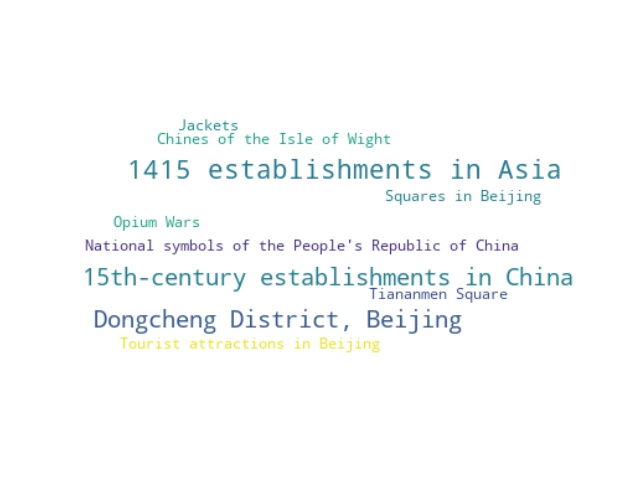 Jackets
Chines of the Isle of Wight
1415 establishments in Asia
Squares in Beijing
Opium Wars
National symbols of the People's Republic of China
15th-century establishments in China
Tiananmen Square
Dongcheng District, Beijing
Tourist attractions in Beijing